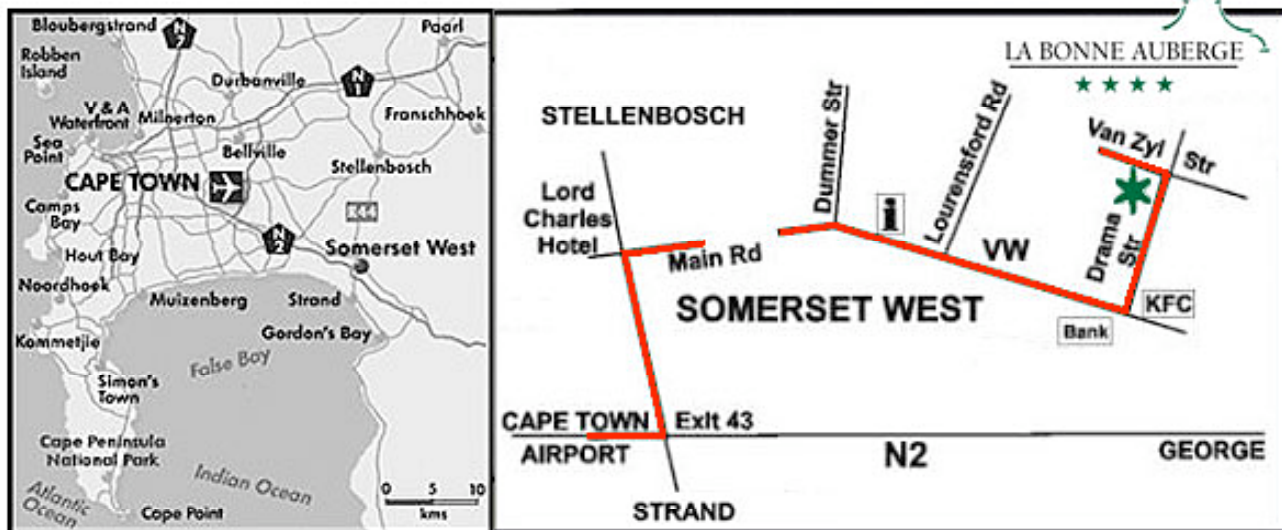 Bloubergstrand
N7
Paarl
Robben
Island
Durbanville
N1
V & A
Waterfront
Milnerton
Franschhoek
Sea
Point
Bellville
Stellenbosch
CAPE TOWN
Camps
Bay
N2
Somerset West
Hout Bay
Noordhoek
Muizenberg
Strand
Kommetjie
Gordon's Bay
False Bay
Simon's
Town
Cape Peninsula
National Park
Indian Ocean
Atlantic
Ocean
Cape Point
0 5 10
kms
LA BONNE AUBERGE
STELLENBOSCH
Dummer Str
Lourensford Rd
Van Zyl Str
Lord
Charles
Hotel
Main Rd
VW
Drama
Str
SOMERSET WEST
KFC
Bank
CAPE TOWN
Exit 43
AIRPORT
N2
GEORGE
STRAND